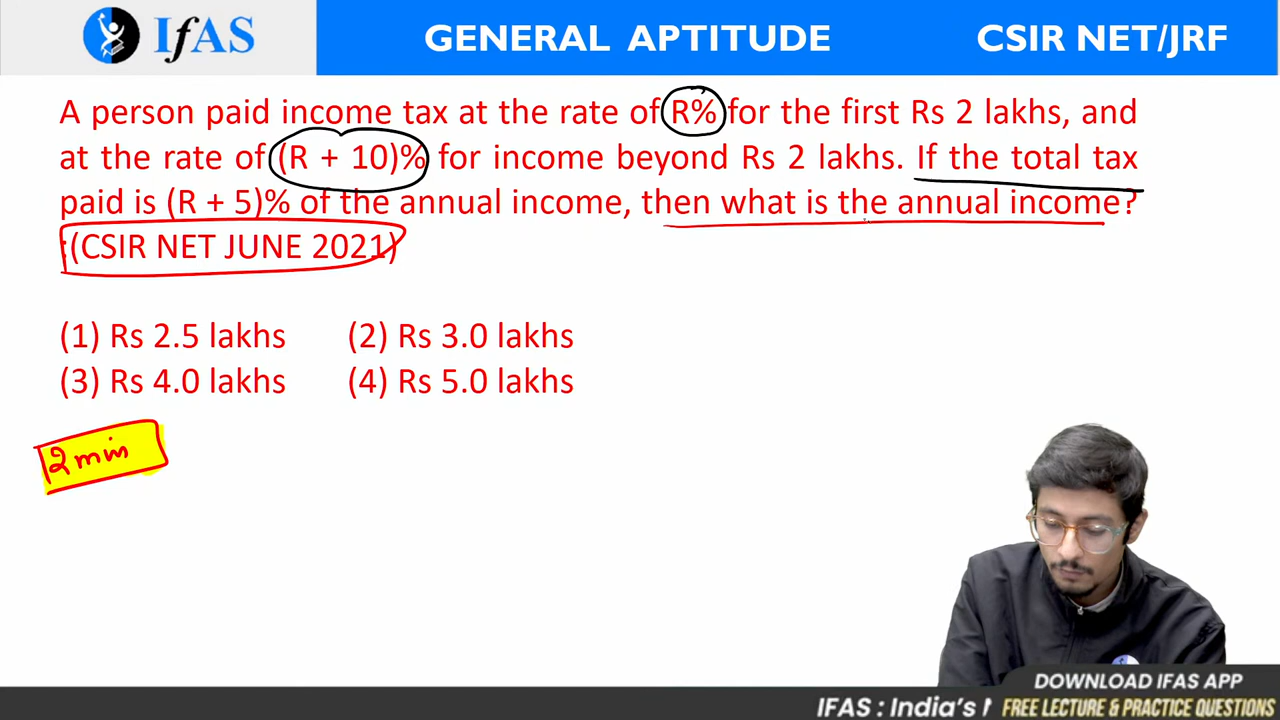 IfAS
GENERAL APTITUDE
CSIR NET/JRF
A person paid income tax at the rate of R% for the first Rs 2 lakhs, and
at the rate of (R + 10)% for income beyond Rs 2 lakhs. If the total tax
paid is (R + 5)% of the annual income, then what is the annual income?
:(CSIR NET JUNE 2021)
(1) Rs 2.5 lakhs (2) Rs 3.0 lakhs
(3) Rs 4.0 lakhs (4) Rs 5.0 lakhs
2 min
DOWNLOAD IFAS APP
IFAS : India's
FREE LECTURE & PRACTICE QUESTIONS